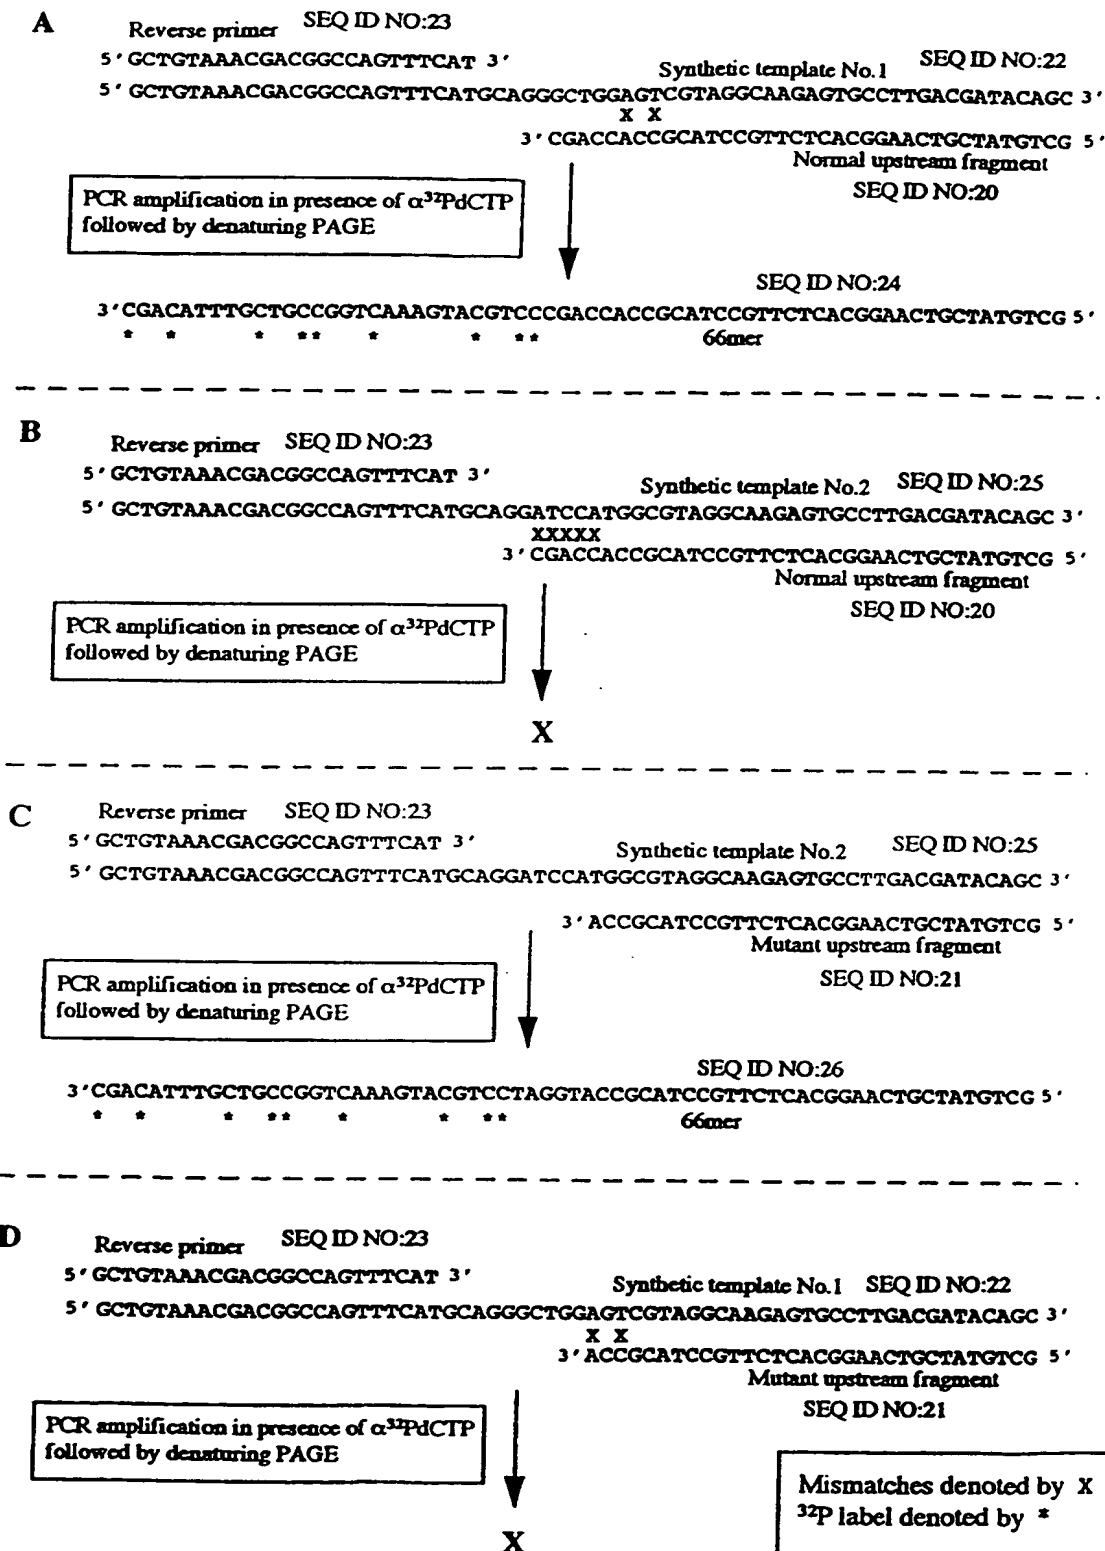 A
Reverse primer SEQ ID NO:23
5' GCTGTAAACGACGGCCAGTTTCAT 3'
Synthetic template No.1 SEQ ID NO:22
5' GCTGTAAACGACGGCCAGTTTCATGCAGGGCTGGAGTCGTAGGCAAGAGTGCCTTGACGATACAGC 3'
X X
3' CGACCACCGCATCCGTTCTCACGGAACTGCTATGTCG 5'
Normal upstream fragment
SEQ ID NO:20
PCR amplification in presence of α32PdCTP
followed by denaturing PAGE
SEQ ID NO:24
3' CGACATTTGCTGCCGGTCAAAGTACGTCCCGACCACCGCATCCGTTCTCACGGAACTGCTATGTCG 5'
* * * ** * * **
66mer
B
Reverse primer SEQ ID NO:23
5' GCTGTAAACGACGGCCAGTTTCAT 3'
Synthetic template No.2 SEQ ID NO:25
5' GCTGTAAACGACGGCCAGTTTCATGCAGGATCCATGGCGTAGGCAAGAGTGCCTTGACGATACAGC 3'
XXXXX
3' CGACCACCGCATCCGTTCTCACGGAACTGCTATGTCG 5'
Normal upstream fragment
SEQ ID NO:20
PCR amplification in presence of α32PdCTP
followed by denaturing PAGE
X
C
Reverse primer SEQ ID NO:23
5' GCTGTAAACGACGGCCAGTTTCAT 3'
Synthetic template No.2 SEQ ID NO:25
5' GCTGTAAACGACGGCCAGTTTCATGCAGGATCCATGGCGTAGGCAAGAGTGCCTTGACGATACAGC 3'
3' ACCGCATCCGTTCTCACGGAACTGCTATGTCG 5'
Mutant upstream fragment
SEQ ID NO:21
PCR amplification in presence of α32PdCTP
followed by denaturing PAGE
SEQ ID NO:26
3' CGACATTTGCTGCCGGTCAAAGTACGTCCTAGGTACCGCATCCGTTCTCACGGAACTGCTATGTCG 5'
* * * ** * * **
66mer
D
Reverse primer SEQ ID NO:23
5' GCTGTAAACGACGGCCAGTTTCAT 3'
Synthetic template No.1 SEQ ID NO:22
5' GCTGTAAACGACGGCCAGTTTCATGCAGGGCTGGAGTCGTAGGCAAGAGTGCCTTGACGATACAGC 3'
X X
3' ACCGCATCCGTTCTCACGGAACTGCTATGTCG 5'
Mutant upstream fragment
SEQ ID NO:21
PCR amplification in presence of α32PdCTP
followed by denaturing PAGE
X
Mismatches denoted by X
32P label denoted by *